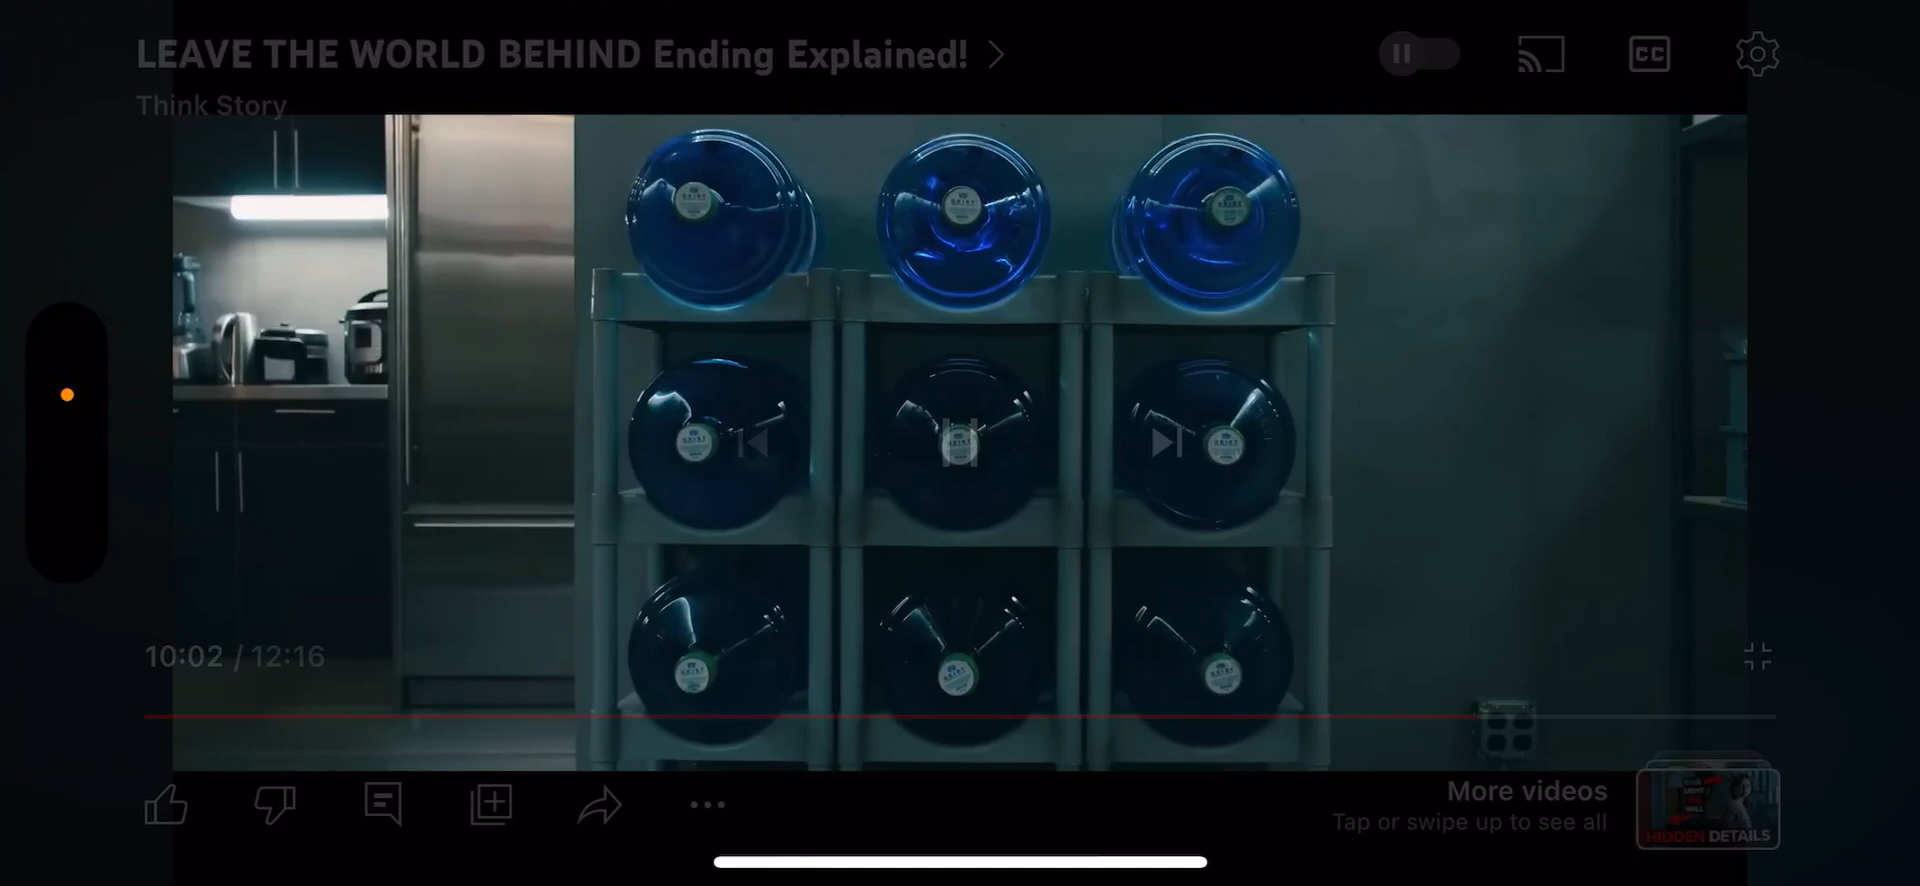 LEAVE THE WORLD BEHIND Ending Explained!
Think Story
CC
10:02 / 12:16
More videos
Tap or swipe up to see all
HIDDEN DETAILS